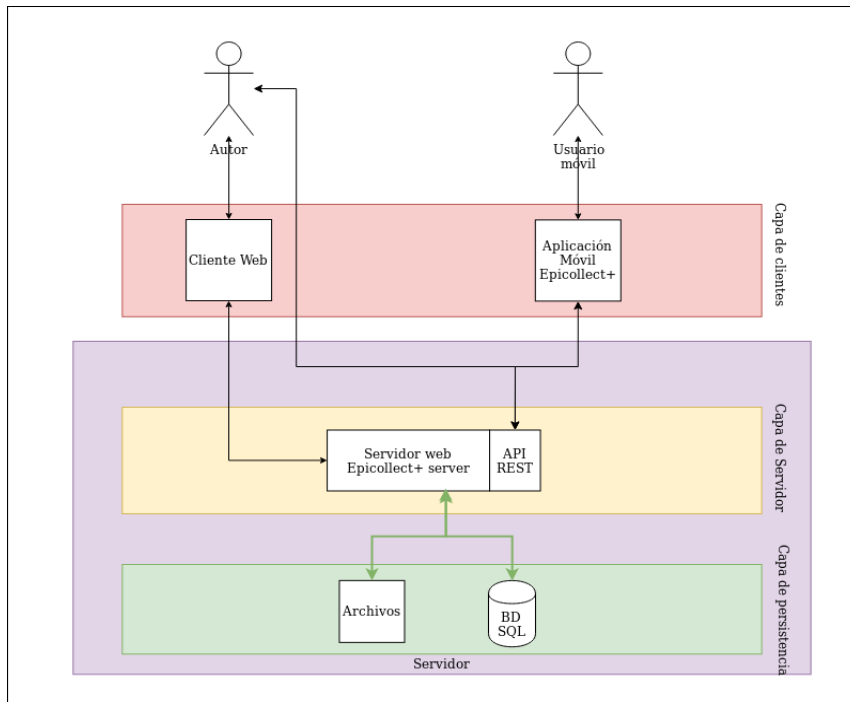 Autor
Usuario
móvil
Capa de clientes
Cliente Web
Aplicación
Móvil
Epicollect+
Capa de Servidor
Servidor web
Epicollect+ server
API
REST
Capa de persistencia
Archivos
BD
SQL
Servidor